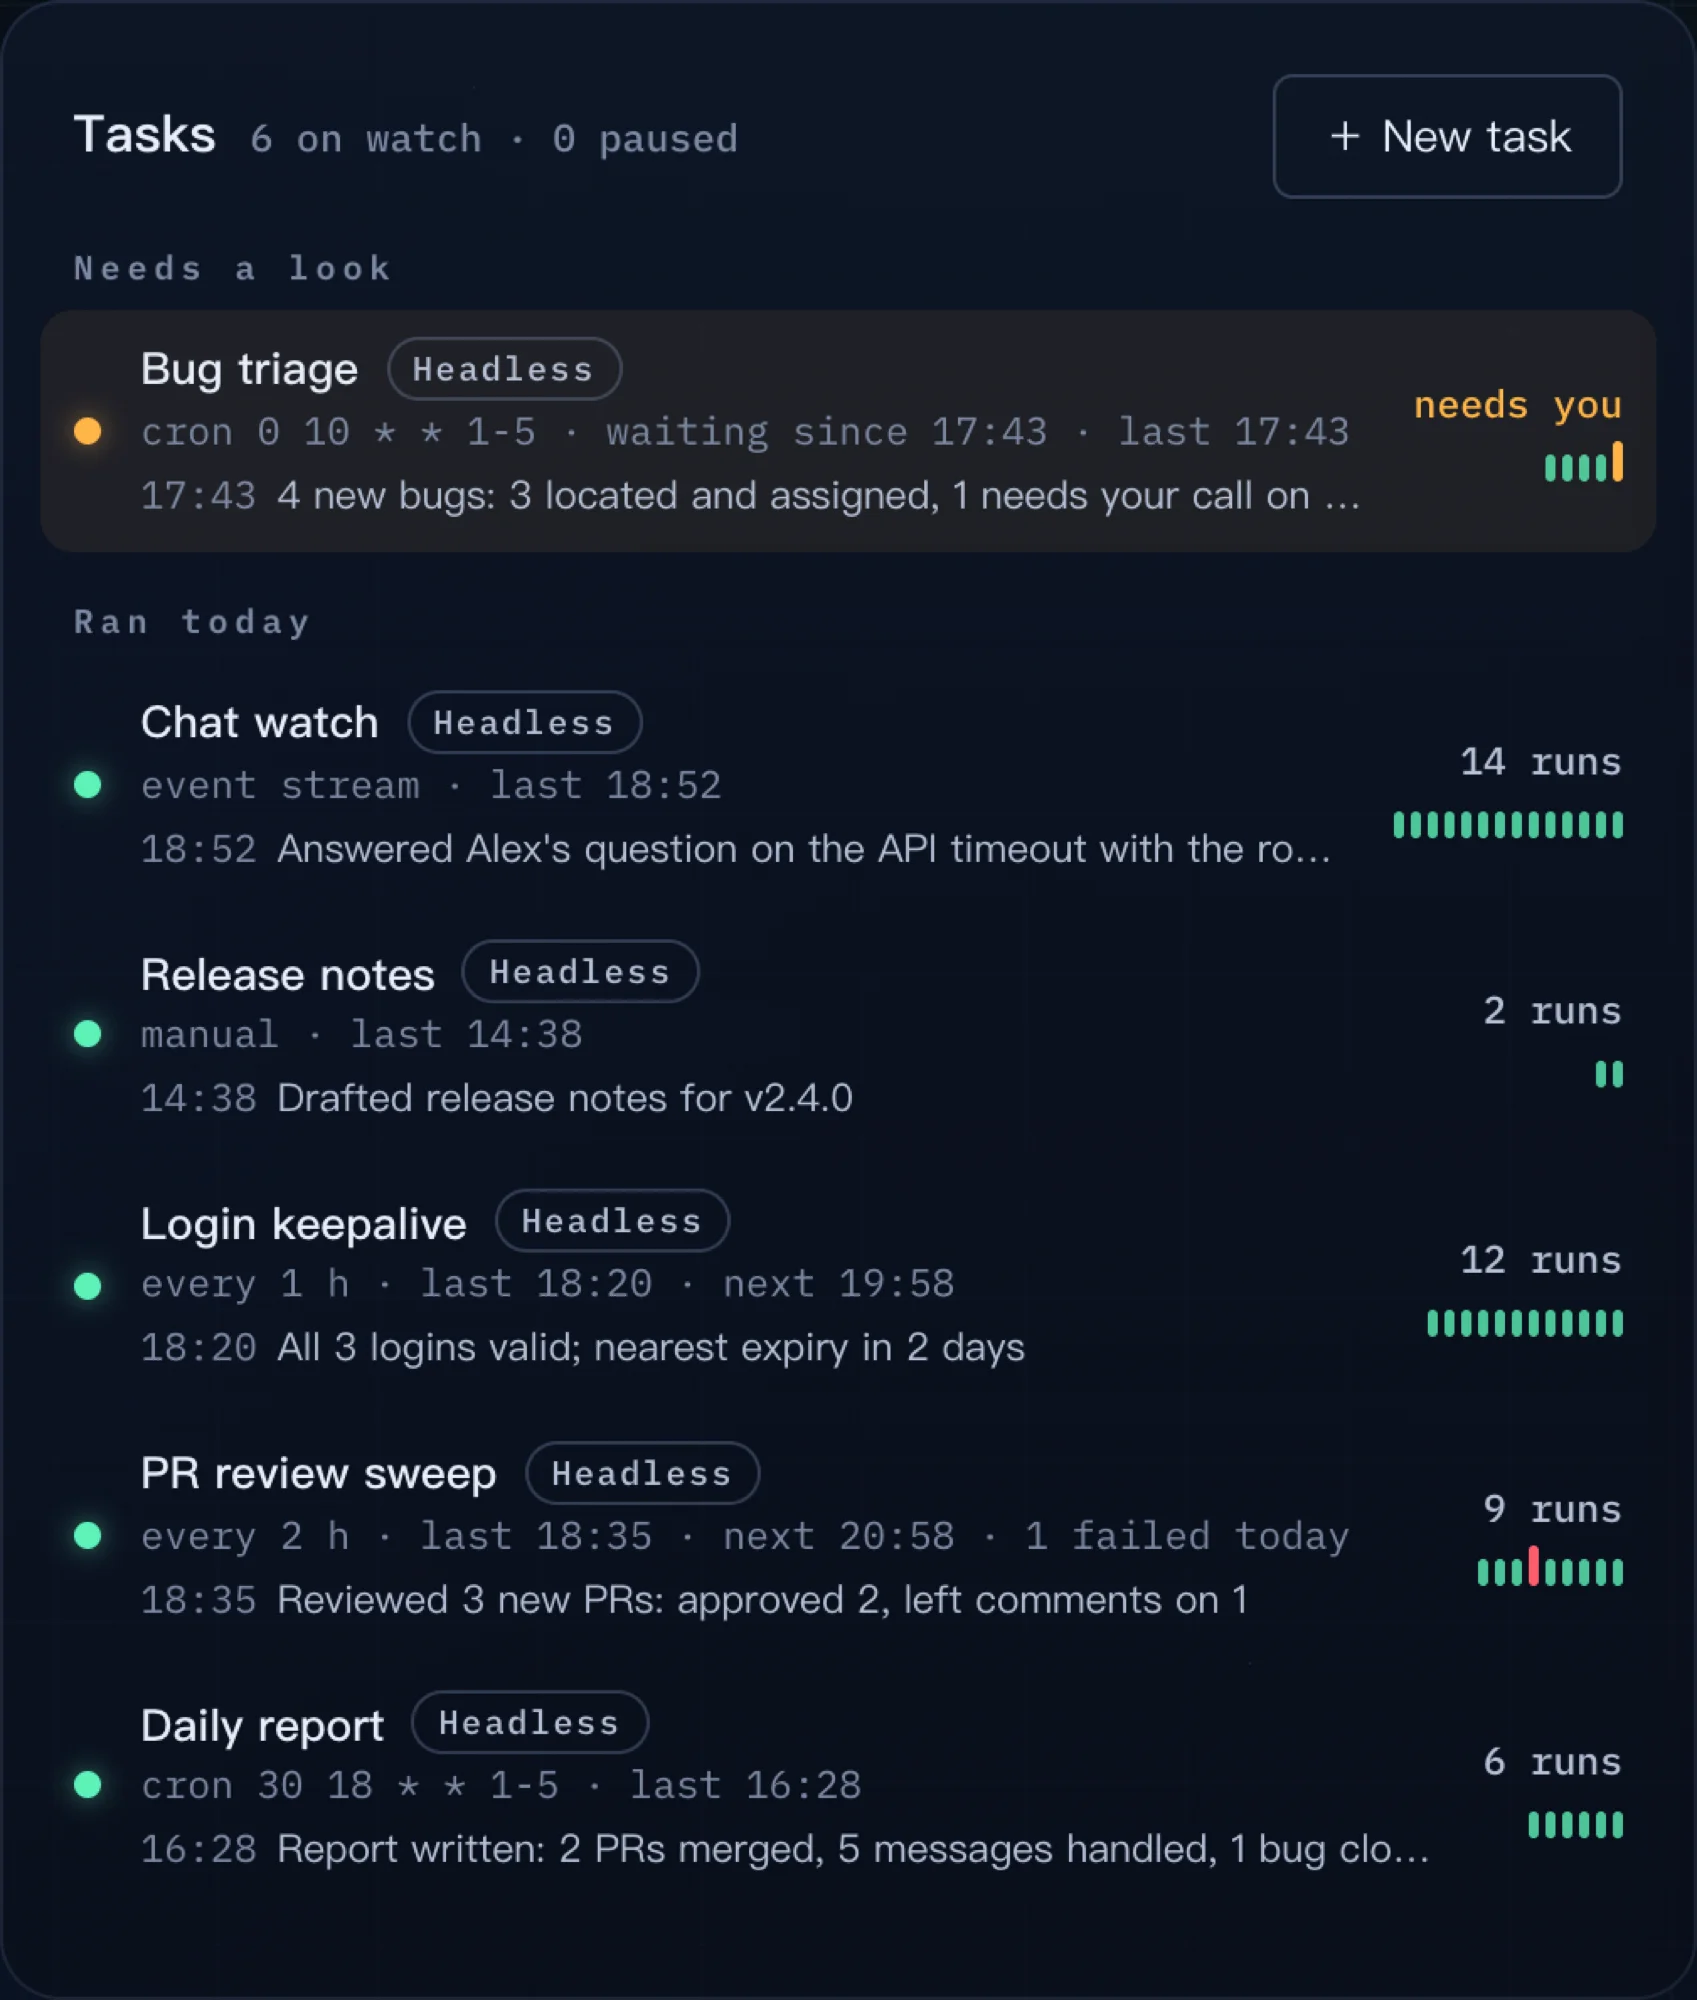 Tasks 6 on watch · 0 paused
+ New task
Needs a look
Bug triage Headless
cron 0 10 * * 1-5 · waiting since 17:43 · last 17:43
17:43 4 new bugs: 3 located and assigned, 1 needs your call on …
needs you
Ran today
Chat watch Headless
event stream · last 18:52
18:52 Answered Alex's question on the API timeout with the ro…
14 runs
Release notes Headless
manual · last 14:38
14:38 Drafted release notes for v2.4.0
2 runs
Login keepalive Headless
every 1 h · last 18:20 · next 19:58
18:20 All 3 logins valid; nearest expiry in 2 days
12 runs
PR review sweep Headless
every 2 h · last 18:35 · next 20:58 · 1 failed today
18:35 Reviewed 3 new PRs: approved 2, left comments on 1
9 runs
Daily report Headless
cron 30 18 * * 1-5 · last 16:28
16:28 Report written: 2 PRs merged, 5 messages handled, 1 bug clo…
6 runs